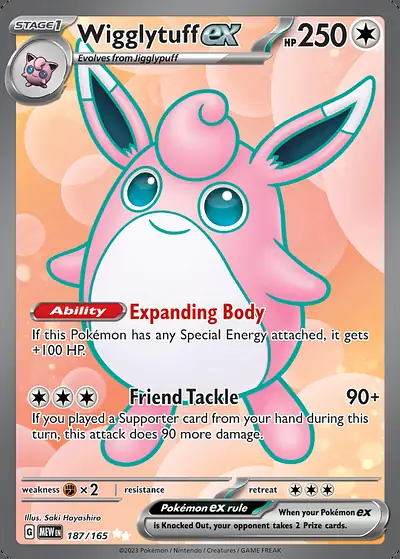 STAGE1
Wigglytuff ex
HP 250
Evolves from Jigglypuff
Ability Expanding Body
If this Pokémon has any Special Energy attached, it gets
+100 HP.
Friend Tackle 90+
If you played a Supporter card from your hand during this
turn, this attack does 90 more damage.
weakness ×2 resistance retreat
Illus. Saki Hayashiro
Pokémon ex rule
When your Pokémon ex
is Knocked Out, your opponent takes 2 Prize cards.
G MEW EN 187/165
©2023 Pokémon / Nintendo / Creatures / GAME FREAK